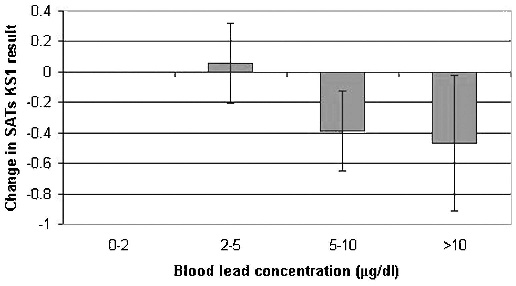 Change in SATs KS1 result
0.4
0.2
0
-0.2
-0.4
-0.6
-0.8
-1
0-2 2-5 5-10 >10
Blood lead concentration (µg/dl)